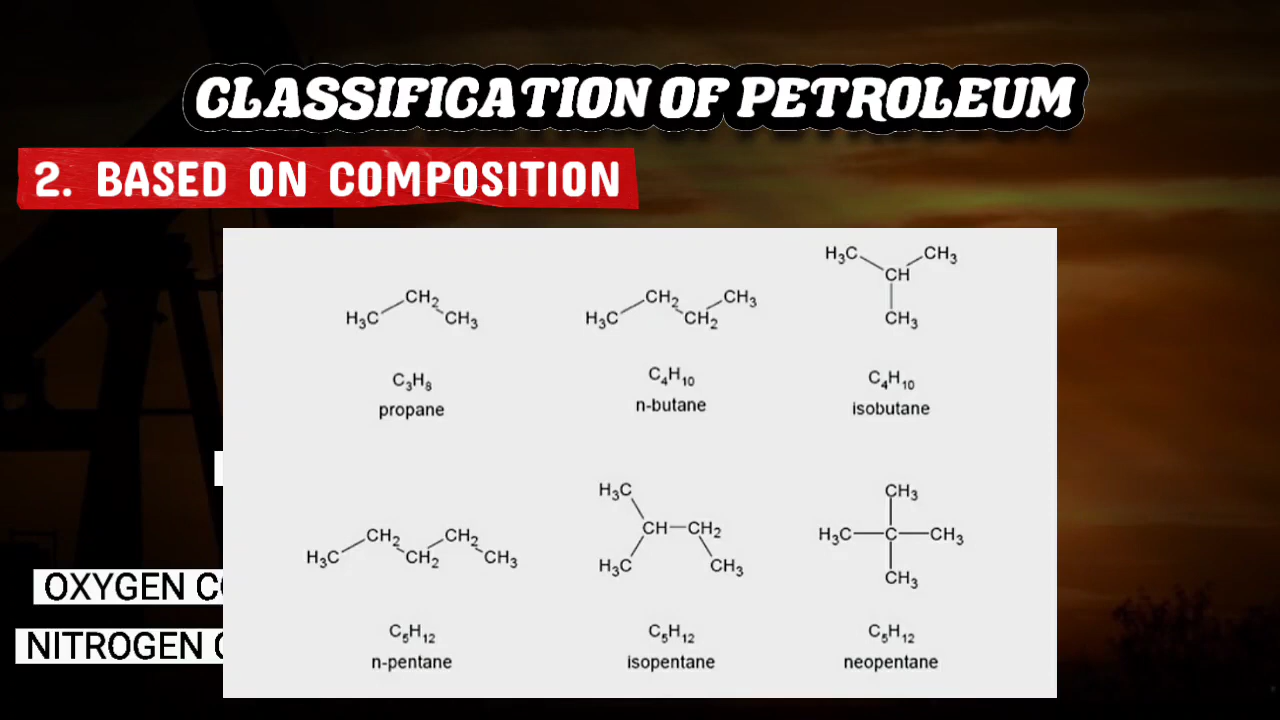 CLASSIFICATION OF PETROLEUM
2. BASED ON COMPOSITION
H₃C CH₂ CH₃
H₃C CH₂ CH₂ CH₃
H₃C CH CH₃
CH₃
C₃H₈
propane
C₄H₁₀
n-butane
C₄H₁₀
isobutane
H₃C CH₂ CH₂ CH₂ CH₃
H₃C
CH—CH₂
H₃C CH₃
CH₃
H₃C—C—CH₃
CH₃
C₅H₁₂
n-pentane
C₅H₁₂
isopentane
C₅H₁₂
neopentane
OXYGEN
NITROGEN